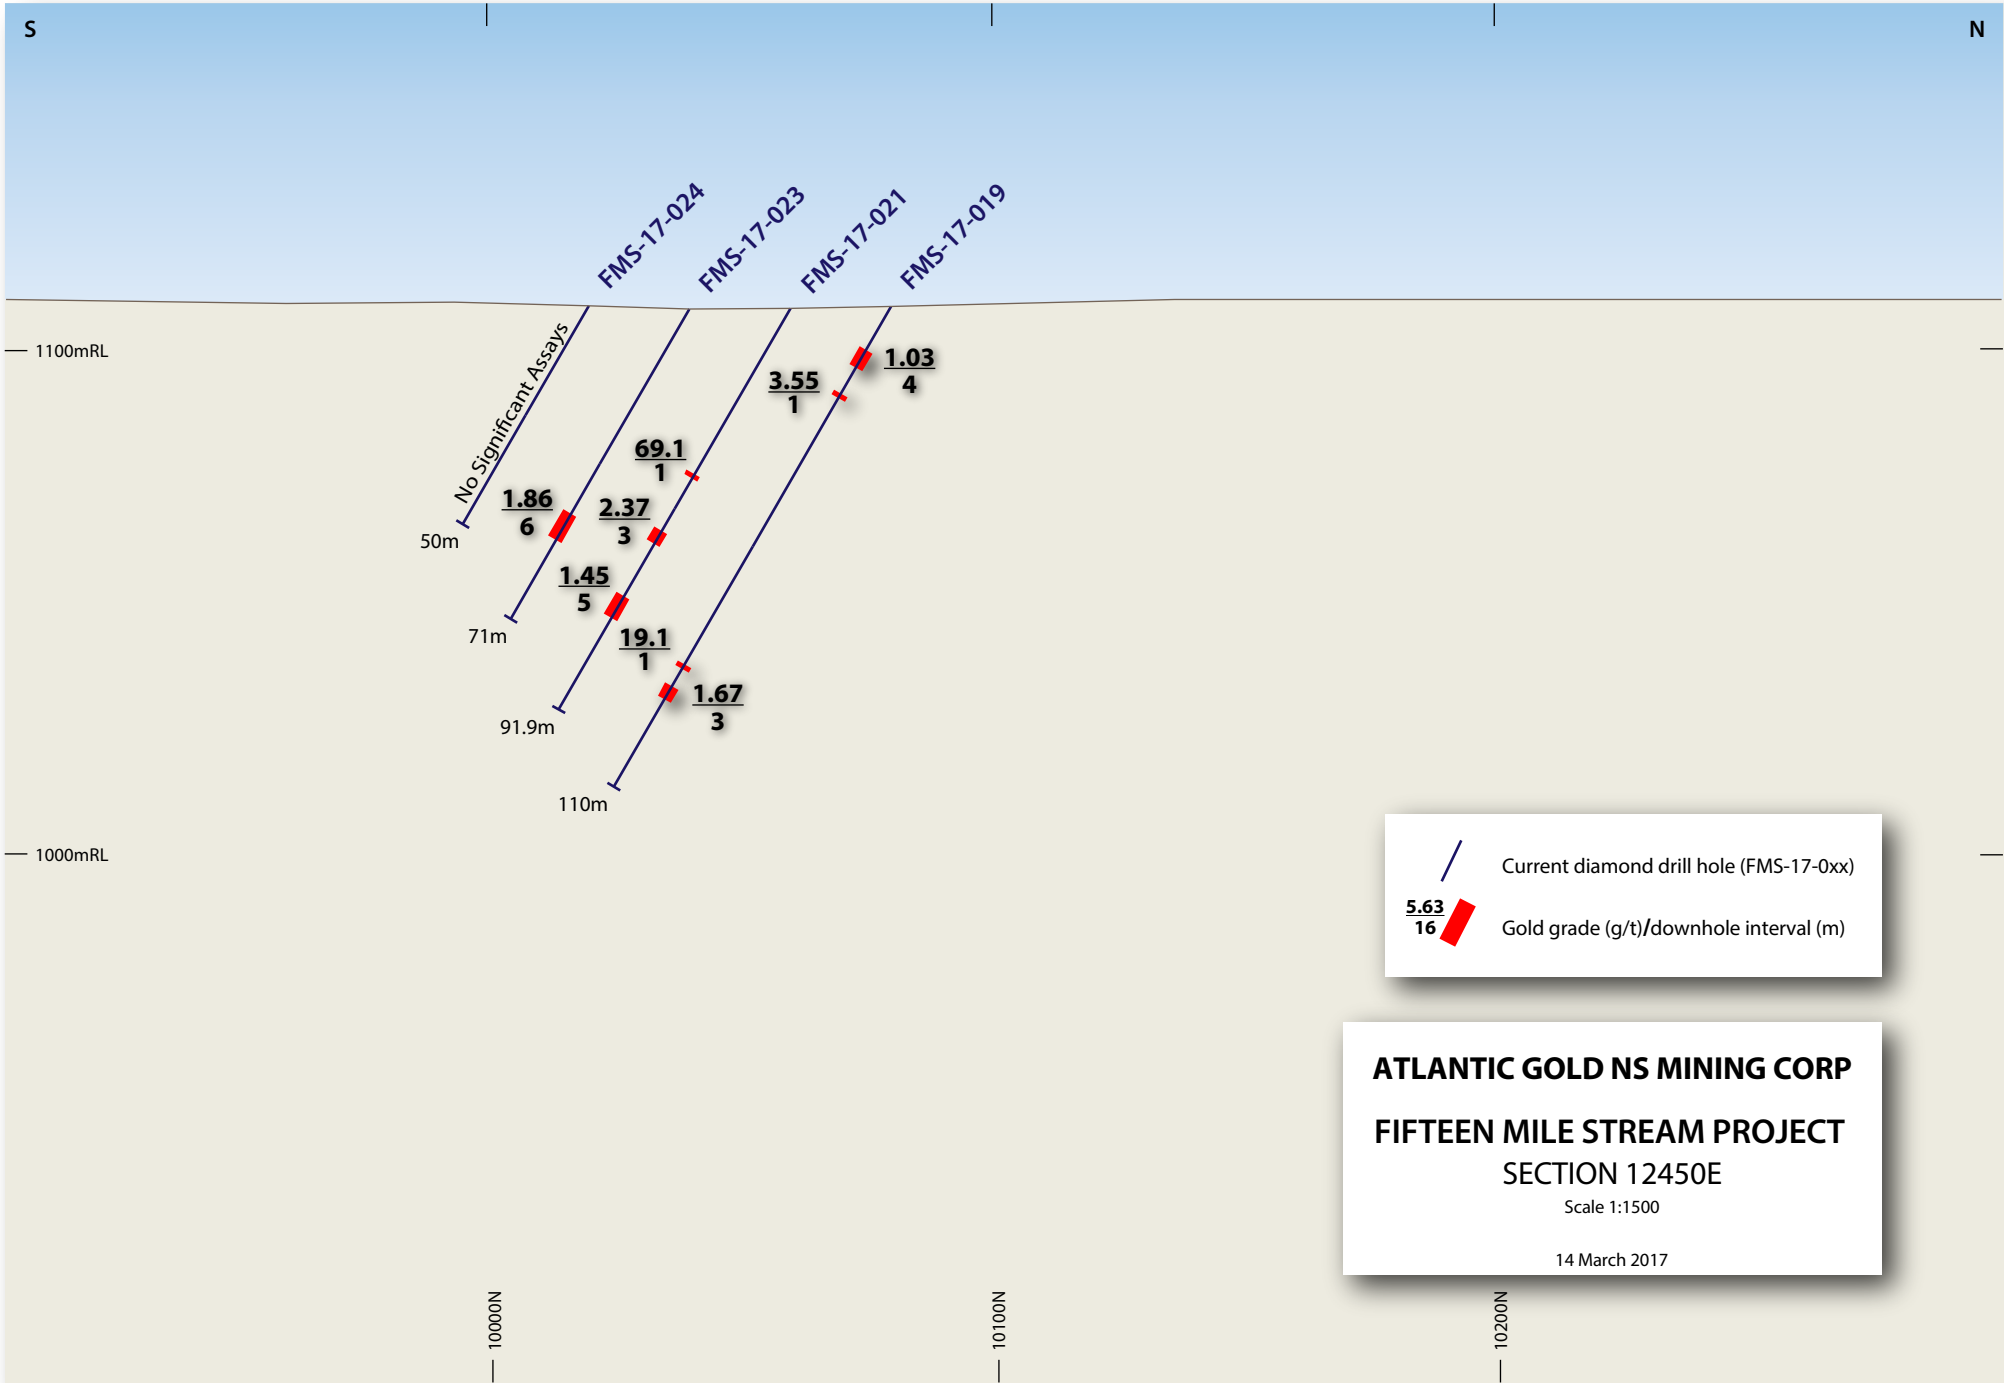 S
N
FMS-17-024
FMS-17-023
FMS-17-021
FMS-17-019
1100mRL
No Significant Assays
1.03
4
3.55
1
69.1
1
1.86
6
2.37
3
50m
1.45
5
71m
19.1
1
1.67
3
91.9m
110m
1000mRL
Current diamond drill hole (FMS-17-0xx)
5.63
16
Gold grade (g/t)/downhole interval (m)
ATLANTIC GOLD NS MINING CORP
FIFTEEN MILE STREAM PROJECT
SECTION 12450E
Scale 1:1500
14 March 2017
10000N
10100N
10200N